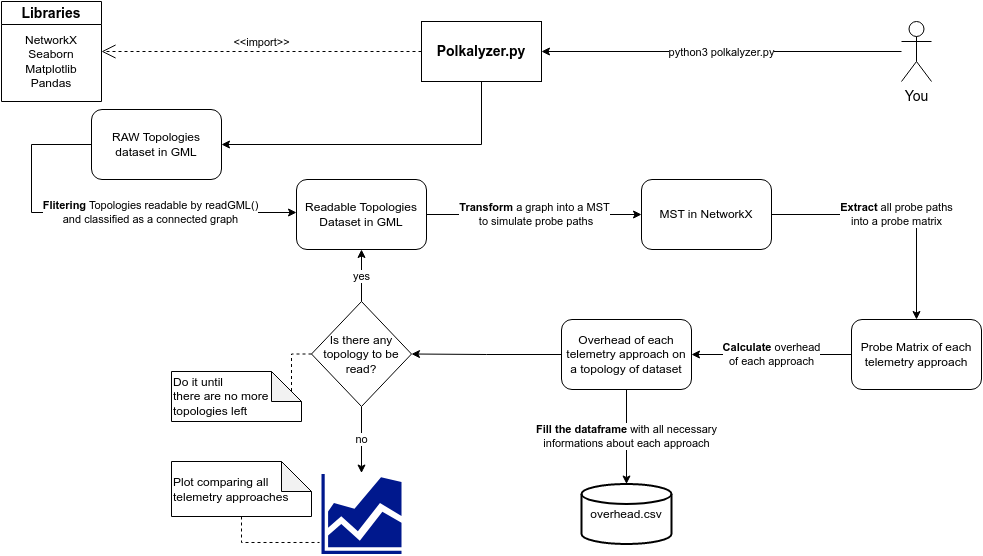 Libraries
NetworkX
Seaborn
Matplotlib
Pandas
<<import>>
Polkalyzer.py
python3 polkalyzer.py
You
RAW Topologies
dataset in GML
Flitering Topologies readable by readGML()
and classified as a connected graph
Readable Topologies
Dataset in GML
Transform a graph into a MST
to simulate probe paths
MST in NetworkX
Extract all probe paths
into a probe matrix
Probe Matrix of each
telemetry approach
Calculate overhead
of each approach
Overhead of each
telemetry approach on
a topology of dataset
Is there any
topology to be
read?
yes
Do it until
there are no more
topologies left
no
Fill the dataframe with all necessary
informations about each approach
overhead.csv
Plot comparing all
telemetry approaches